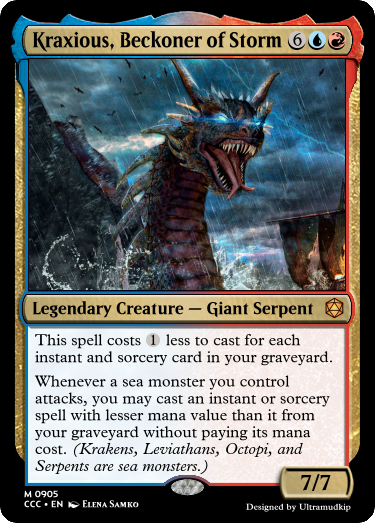 Kraxious, Beckoner of Storm 6
Legendary Creature — Giant Serpent
This spell costs 1 less to cast for each
instant and sorcery card in your graveyard.
Whenever a sea monster you control
attacks, you may cast an instant or sorcery
spell with lesser mana value than it from
your graveyard without paying its mana
cost. (Krakens, Leviathans, Octopi, and
Serpents are sea monsters.)
7/7
M 0905
CCC • EN Elena Samko
Designed by Ultramudkip